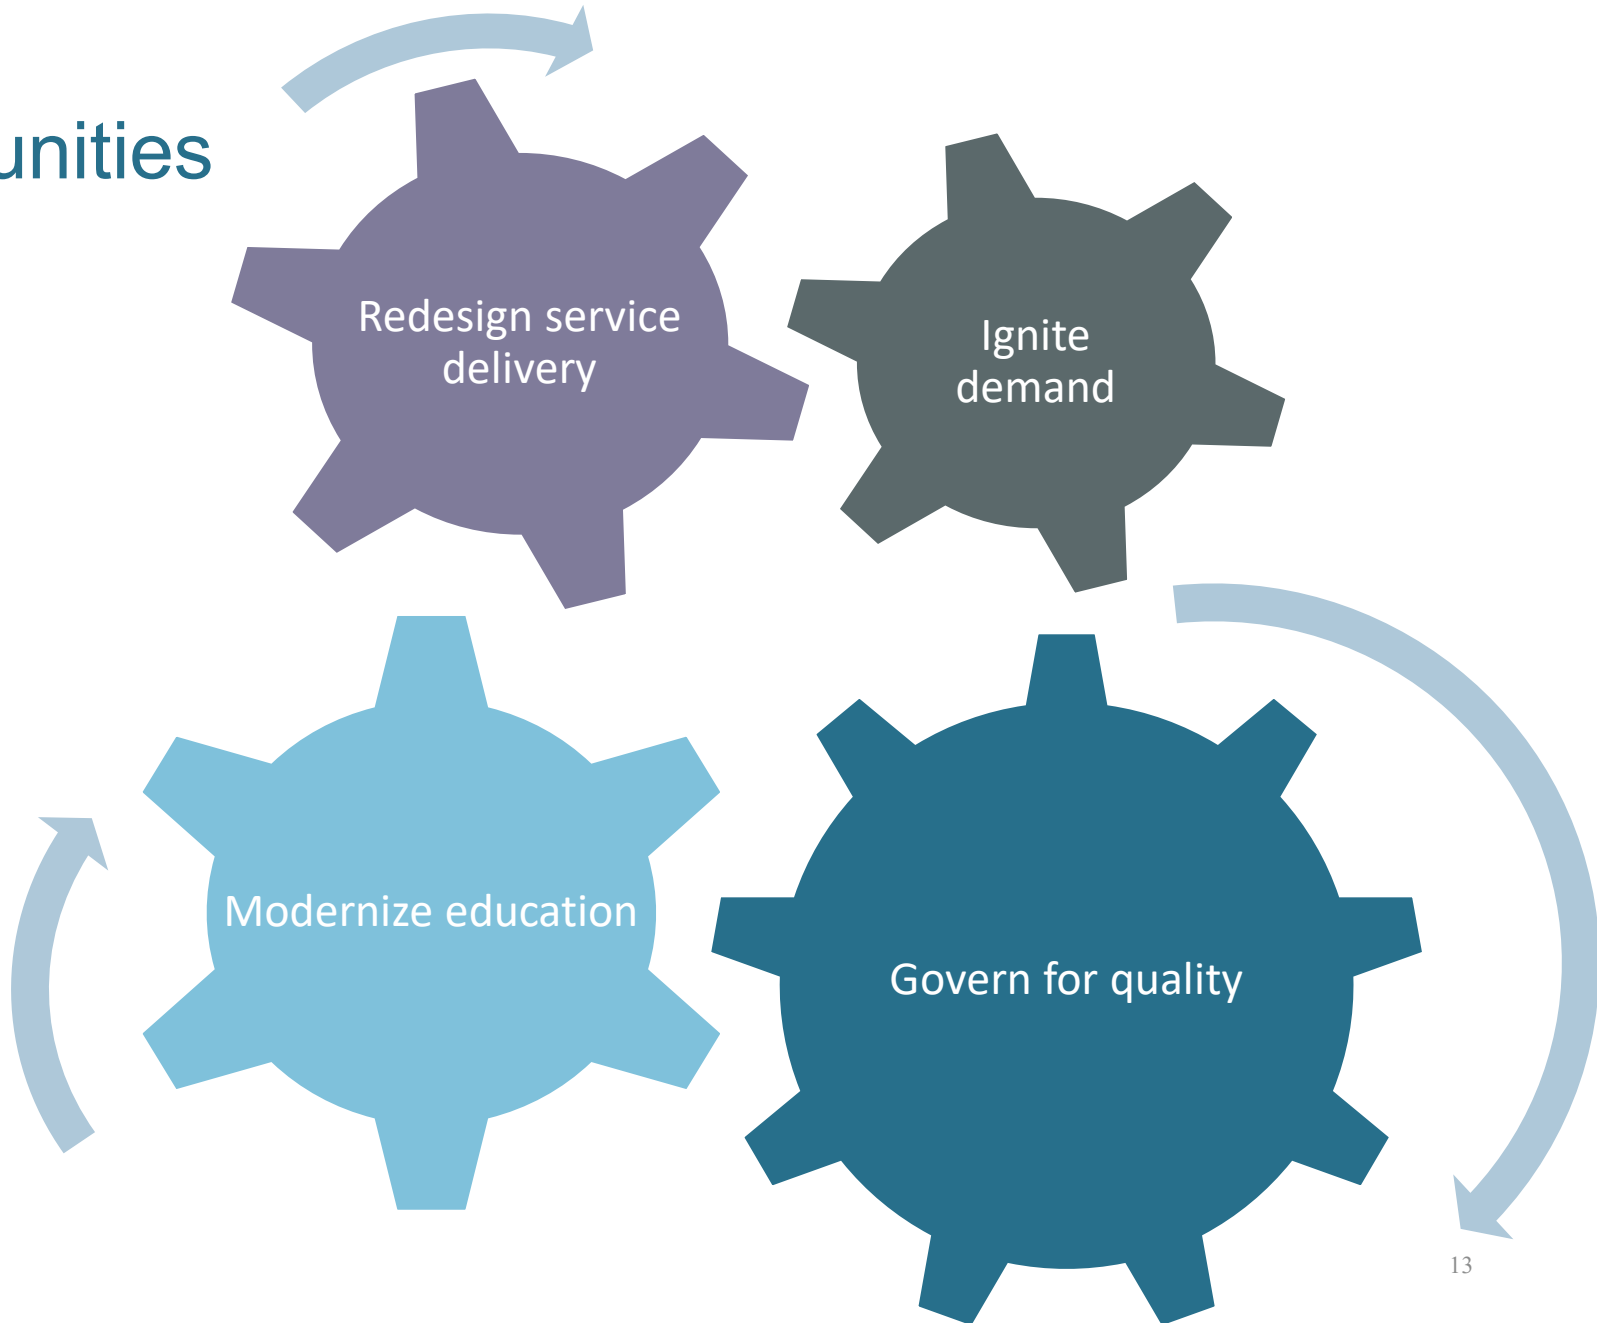 unities
Redesign service
delivery
Ignite
demand
Modernize education
Govern for quality
13